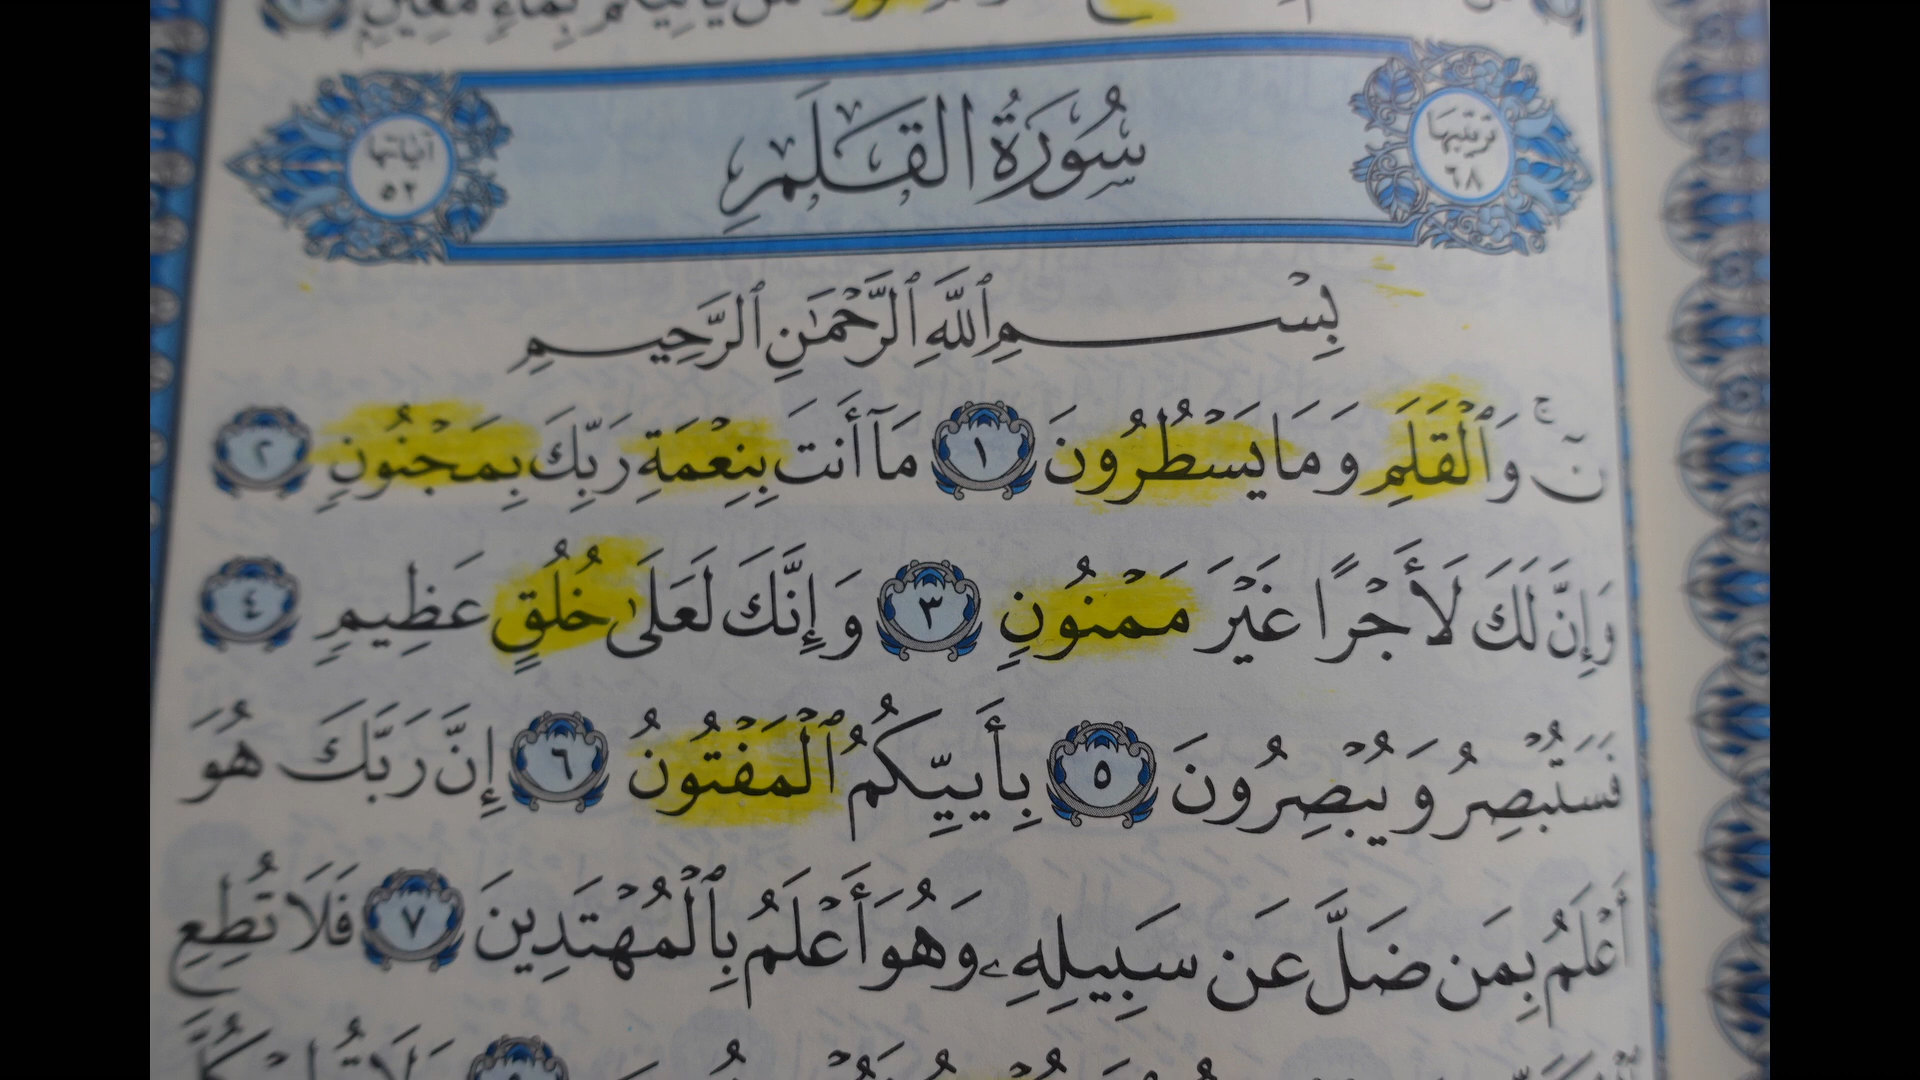 ترتيبها ٦٨
سُورَةُ القَلَمِ
آياتها ٥٢
بِسْمِ ٱللَّهِ ٱلرَّحْمَٰنِ ٱلرَّحِيمِ
نٓ ۚ وَٱلْقَلَمِ وَمَا يَسْطُرُونَ ١ مَآ أَنتَ بِنِعْمَةِ رَبِّكَ بِمَجْنُونٍ ٢
وَإِنَّ لَكَ لَأَجْرًا غَيْرَ مَمْنُونٍ ٣ وَإِنَّكَ لَعَلَىٰ خُلُقٍ عَظِيمٍ ٤
فَسَتُبْصِرُ وَيُبْصِرُونَ ٥ بِأَييِّكُمُ ٱلْمَفْتُونُ ٦ إِنَّ رَبَّكَ هُوَ
أَعْلَمُ بِمَن ضَلَّ عَن سَبِيلِهِۦ وَهُوَ أَعْلَمُ بِٱلْمُهْتَدِينَ ٧ فَلَا تُطِعِ